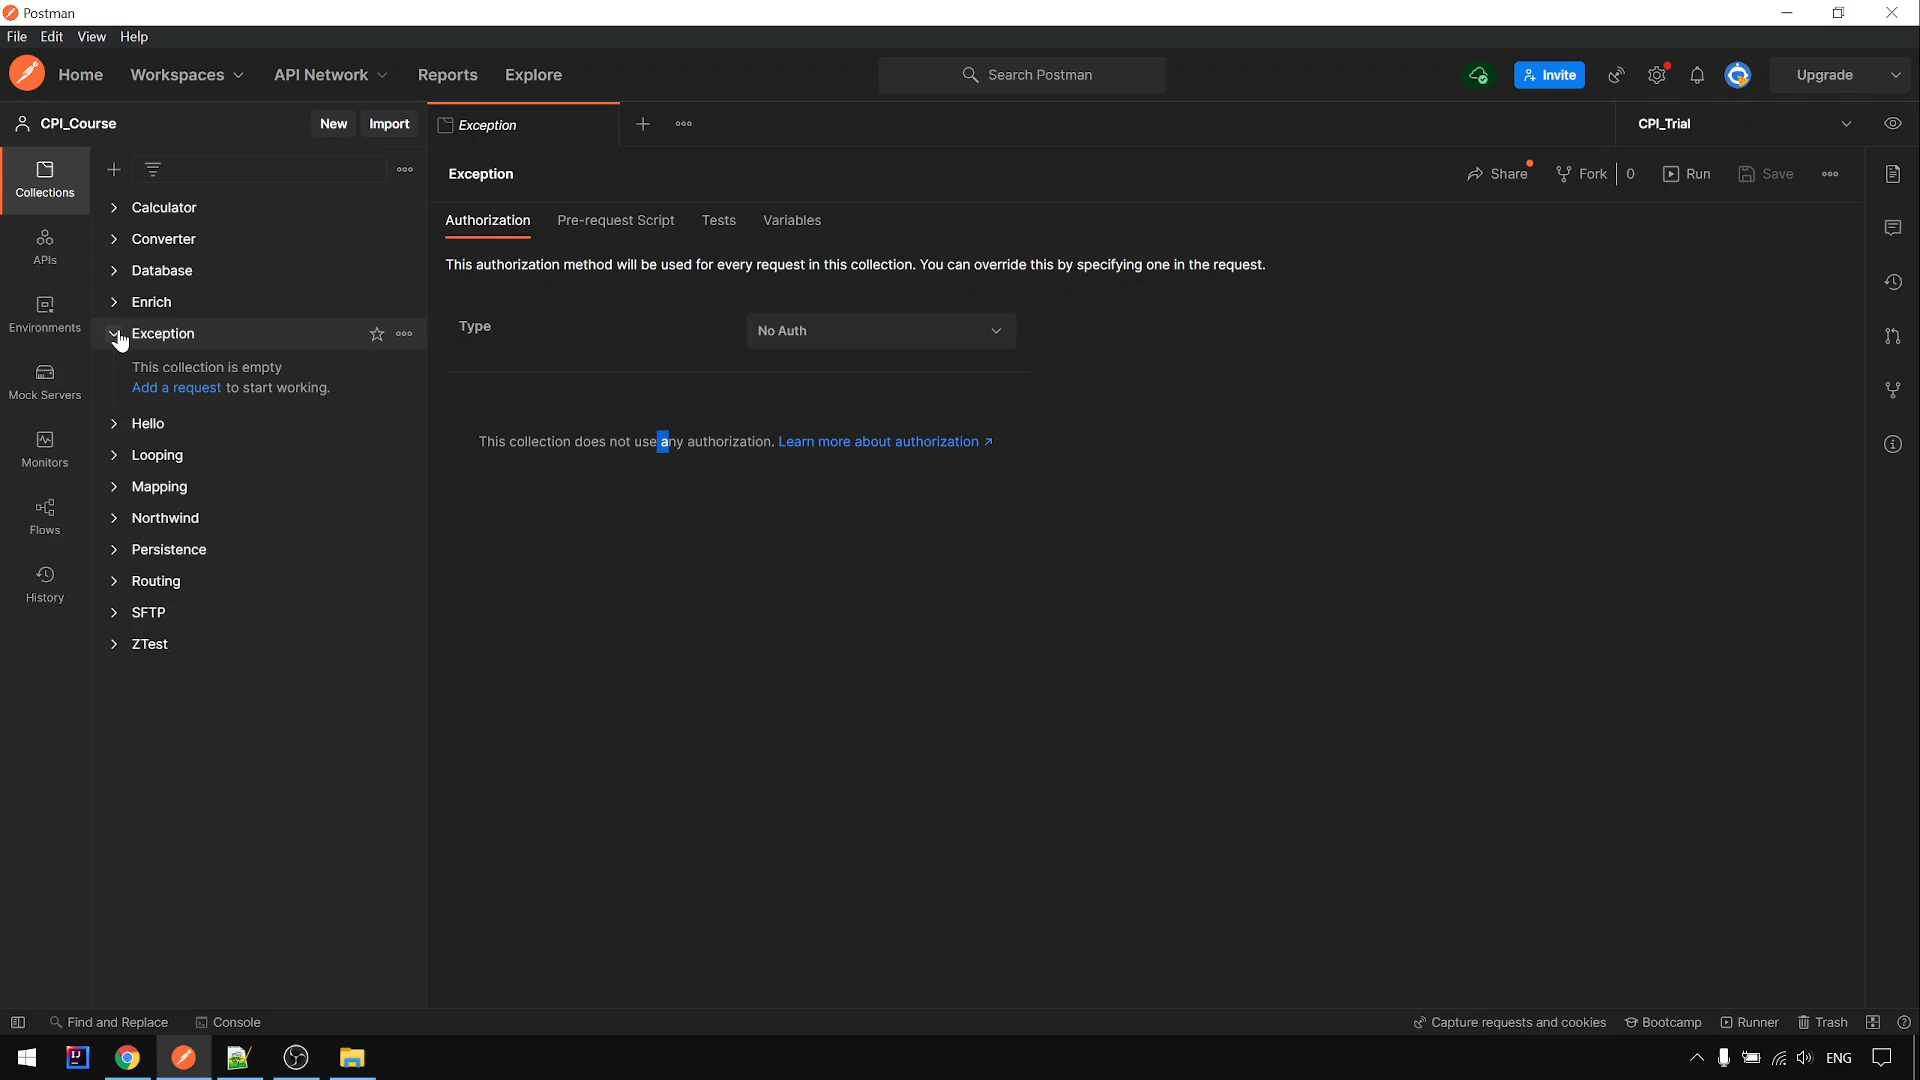 Postman
File Edit View Help
Home Workspaces API Network Reports Explore Search Postman Invite Upgrade
CPI_Course New Import Exception CPI_Trial
Collections
APIs
Environments
Mock Servers
Monitors
Flows
History
Calculator
Converter
Database
Enrich
Exception
This collection is empty
Add a request to start working.
Hello
Looping
Mapping
Northwind
Persistence
Routing
SFTP
ZTest
Exception Share Fork 0 Run Save
Authorization Pre-request Script Tests Variables
This authorization method will be used for every request in this collection. You can override this by specifying one in the request.
Type No Auth
This collection does not use any authorization. Learn more about authorization ↗
Find and Replace Console Capture requests and cookies Bootcamp Runner Trash
ENG